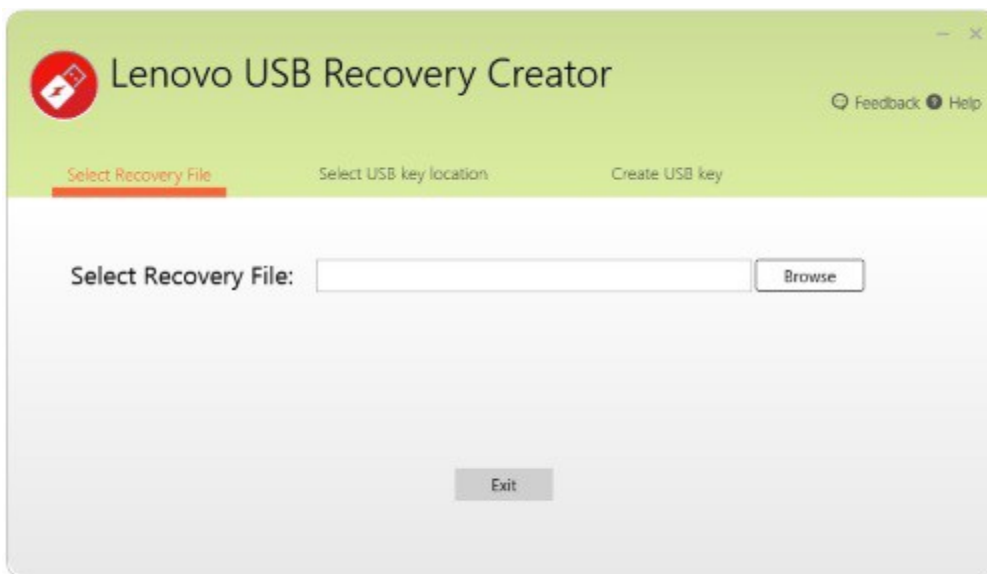 Lenovo USB Recovery Creator
Feedback Help
Select Recovery File Select USB key location Create USB key
Select Recovery File: Browse
Exit